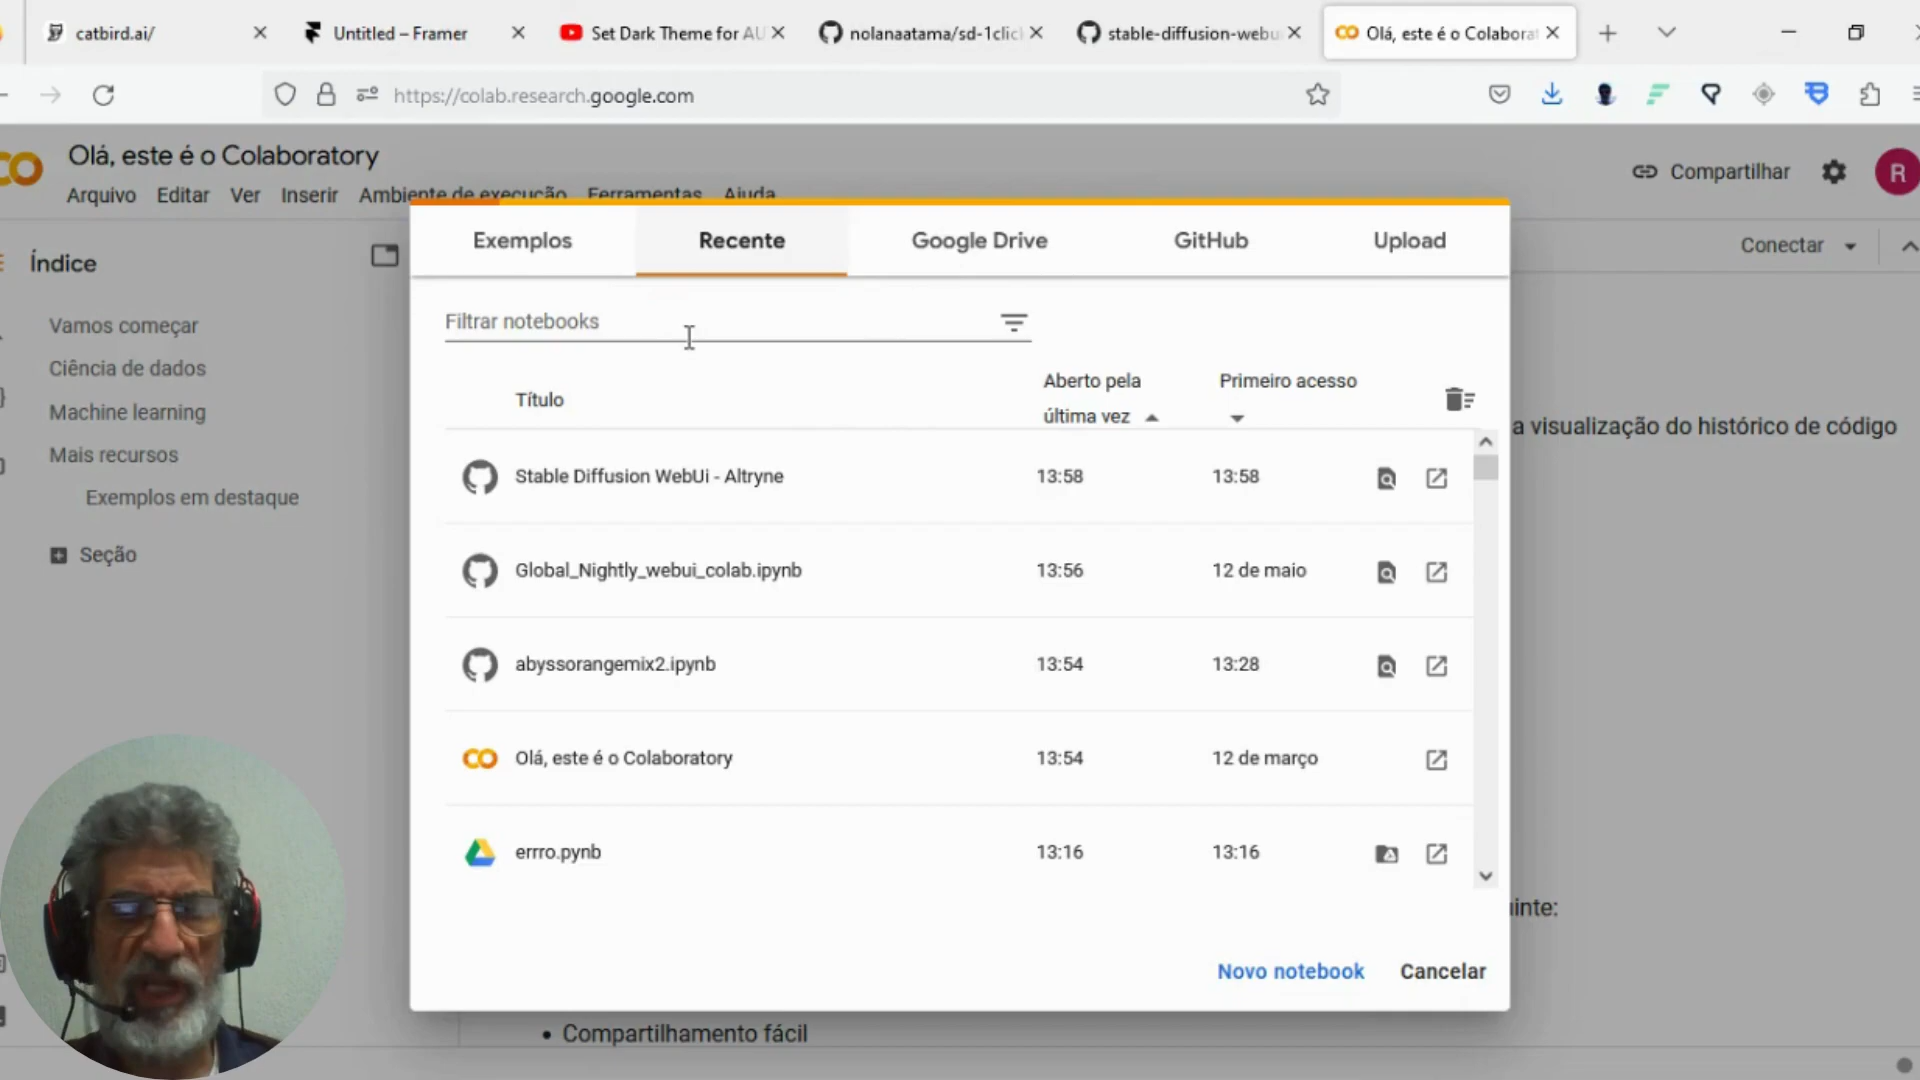 catbird.ai/
Untitled – Framer
Set Dark Theme for AU
nolanaatama/sd-1clic
stable-diffusion-webu
Olá, este é o Colaborat
https://colab.research.google.com
Olá, este é o Colaboratory
Arquivo Editar Ver Inserir Ambiente de execução Ferramentas Ajuda
Compartilhar
R
Índice
Vamos começar
Ciência de dados
Machine learning
Mais recursos
Exemplos em destaque
Seção
Conectar
Exemplos Recente Google Drive GitHub Upload
Filtrar notebooks
Título
Aberto pela
última vez
Primeiro acesso
Stable Diffusion WebUi - Altryne 13:58 13:58
Global_Nightly_webui_colab.ipynb 13:56 12 de maio
abyssorangemix2.ipynb 13:54 13:28
Olá, este é o Colaboratory 13:54 12 de março
errro.pynb 13:16 13:16
Novo notebook Cancelar
a visualização do histórico de código
inte:
• Compartilhamento fácil